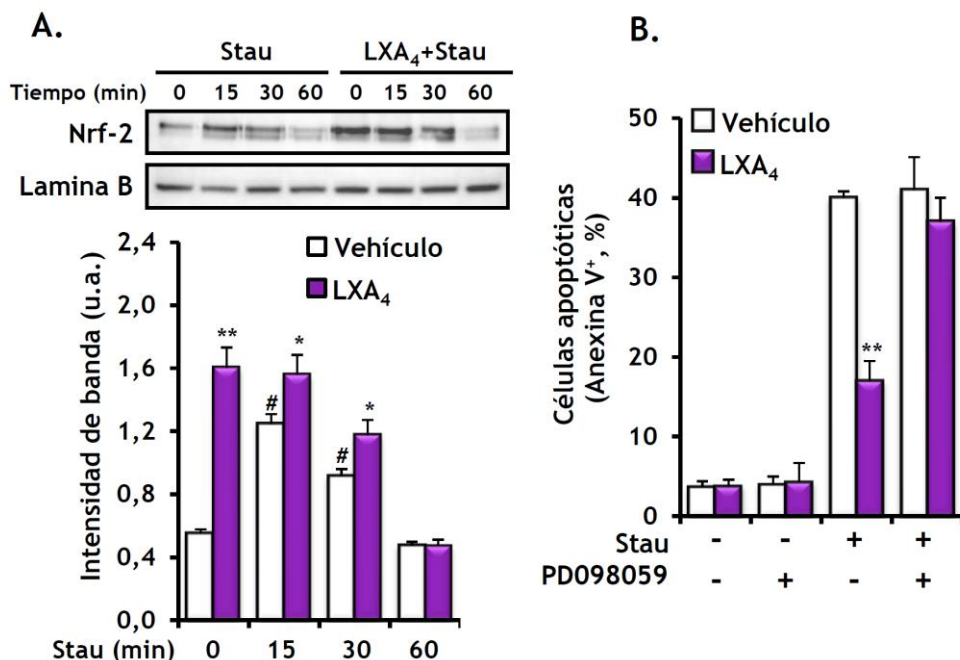 A.
Stau LXA₄+Stau
Tiempo (min) 0 15 30 60 0 15 30 60
Nrf-2
Lamina B
Vehículo
LXA₄
Intensidad de banda (u.a.)
2,4
2,0
1,6
1,2
0,8
0,4
0,0
** * # * #
Stau (min) 0 15 30 60
B.
Vehículo
LXA₄
Células apoptóticas
(Anexina V⁺, %)
50
40
30
20
10
0
**
Stau - - + +
PD098059 - + - +